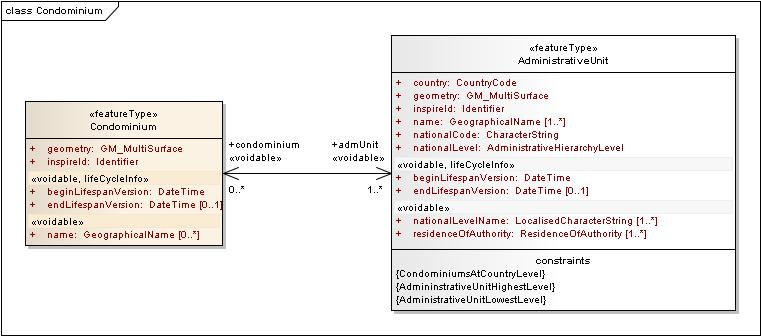 class Condominium
«featureType»
Condominium
+ geometry: GM_MultiSurface
+ inspireId: Identifier
«voidable, lifeCycleInfo»
+ beginLifespanVersion: DateTime
+ endLifespanVersion: DateTime [0..1]
«voidable»
+ name: GeographicalName [0..*]
+condominium
«voidable»
0..*
+admUnit
«voidable»
1..*
«featureType»
AdministrativeUnit
+ country: CountryCode
+ geometry: GM_MultiSurface
+ inspireId: Identifier
+ name: GeographicalName [1..*]
+ nationalCode: CharacterString
+ nationalLevel: AdministrativeHierarchyLevel
«voidable, lifeCycleInfo»
+ beginLifespanVersion: DateTime
+ endLifespanVersion: DateTime [0..1]
«voidable»
+ nationalLevelName: LocalisedCharacterString [1..*]
+ residenceOfAuthority: ResidenceOfAuthority [1..*]
constraints
{CondominiumsAtCountryLevel}
{AdmininstrativeUnitHighestLevel}
{AdministrativeUnitLowestLevel}